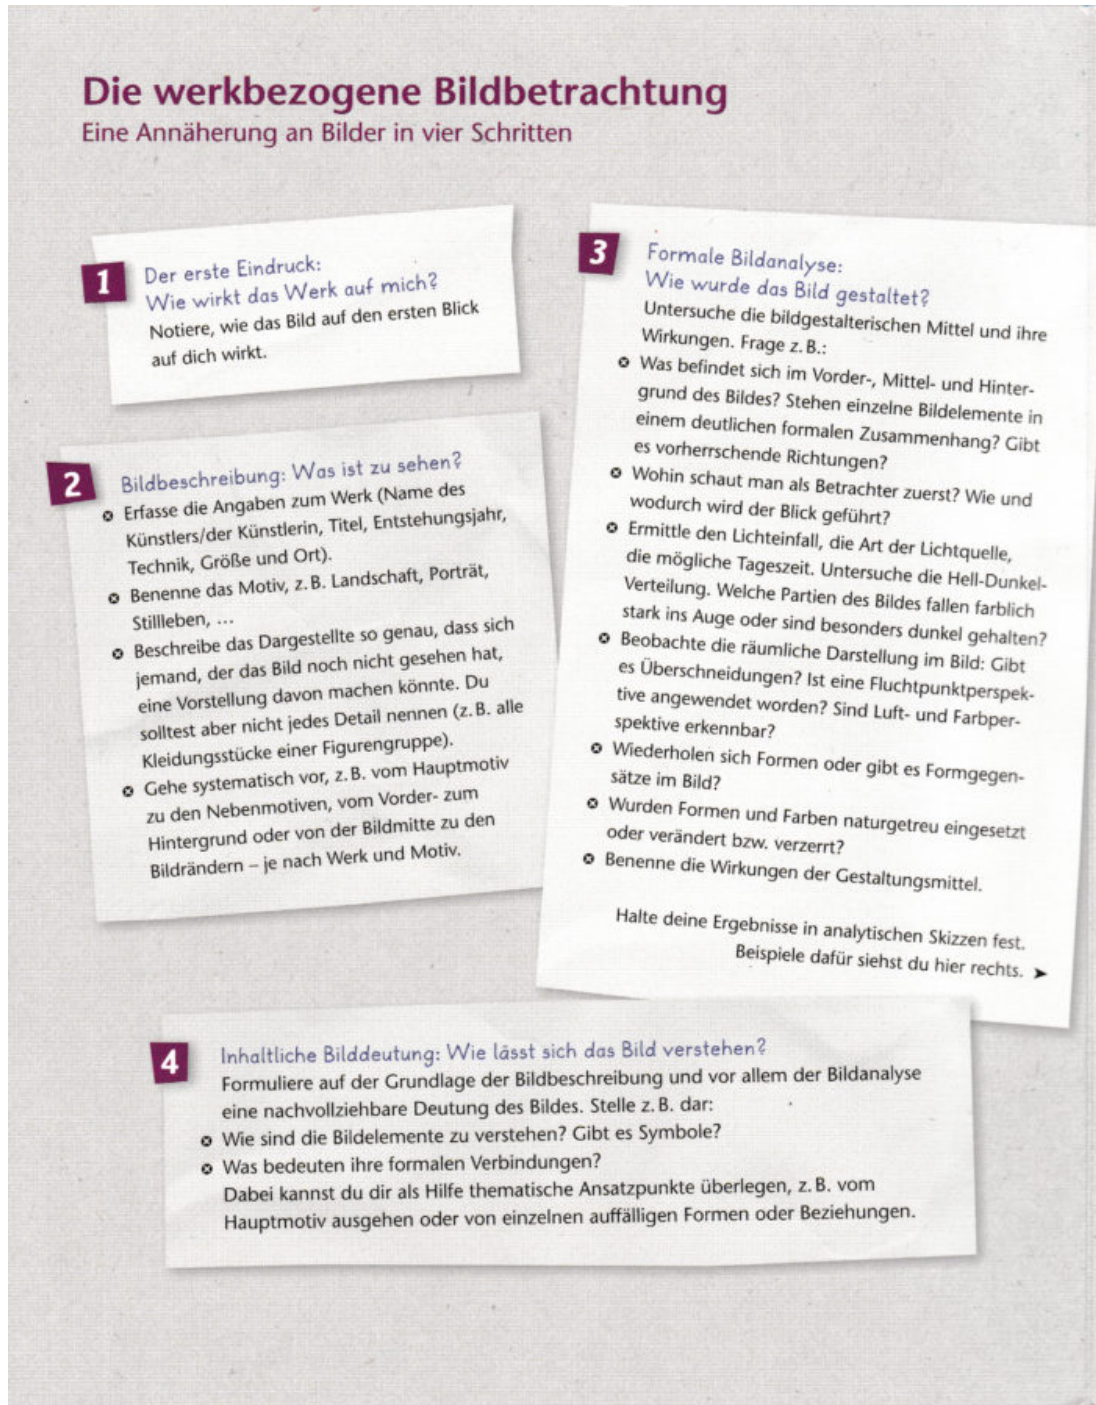 Die werkbezogene Bildbetrachtung
Eine Annäherung an Bilder in vier Schritten
1
Der erste Eindruck:
Wie wirkt das Werk auf mich?
Notiere, wie das Bild auf den ersten Blick
auf dich wirkt.
2
Bildbeschreibung: Was ist zu sehen?
Erfasse die Angaben zum Werk (Name des
Künstlers/der Künstlerin, Titel, Entstehungsjahr,
Technik, Größe und Ort).
Benenne das Motiv, z. B. Landschaft, Porträt,
Stillleben, ...
Beschreibe das Dargestellte so genau, dass sich
jemand, der das Bild noch nicht gesehen hat,
eine Vorstellung davon machen könnte. Du
solltest aber nicht jedes Detail nennen (z. B. alle
Kleidungsstücke einer Figurengruppe).
Gehe systematisch vor, z. B. vom Hauptmotiv
zu den Nebenmotiven, vom Vorder- zum
Hintergrund oder von der Bildmitte zu den
Bildrändern – je nach Werk und Motiv.
3
Formale Bildanalyse:
Wie wurde das Bild gestaltet?
Untersuche die bildgestalterischen Mittel und ihre
Wirkungen. Frage z. B.:
Was befindet sich im Vorder-, Mittel- und Hinter-
grund des Bildes? Stehen einzelne Bildelemente in
einem deutlichen formalen Zusammenhang? Gibt
es vorherrschende Richtungen?
Wohin schaut man als Betrachter zuerst? Wie und
wodurch wird der Blick geführt?
Ermittle den Lichteinfall, die Art der Lichtquelle,
die mögliche Tageszeit. Untersuche die Hell-Dunkel-
Verteilung. Welche Partien des Bildes fallen farblich
stark ins Auge oder sind besonders dunkel gehalten?
Beobachte die räumliche Darstellung im Bild: Gibt
es Überschneidungen? Ist eine Fluchtpunktperspek-
tive angewendet worden? Sind Luft- und Farbper-
spektive erkennbar?
Wiederholen sich Formen oder gibt es Formgegen-
sätze im Bild?
Wurden Formen und Farben naturgetreu eingesetzt
oder verändert bzw. verzerrt?
Benenne die Wirkungen der Gestaltungsmittel.
Halte deine Ergebnisse in analytischen Skizzen fest.
Beispiele dafür siehst du hier rechts. ➤
4
Inhaltliche Bilddeutung: Wie lässt sich das Bild verstehen?
Formuliere auf der Grundlage der Bildbeschreibung und vor allem der Bildanalyse
eine nachvollziehbare Deutung des Bildes. Stelle z. B. dar:
Wie sind die Bildelemente zu verstehen? Gibt es Symbole?
Was bedeuten ihre formalen Verbindungen?
Dabei kannst du dir als Hilfe thematische Ansatzpunkte überlegen, z. B. vom
Hauptmotiv ausgehen oder von einzelnen auffälligen Formen oder Beziehungen.